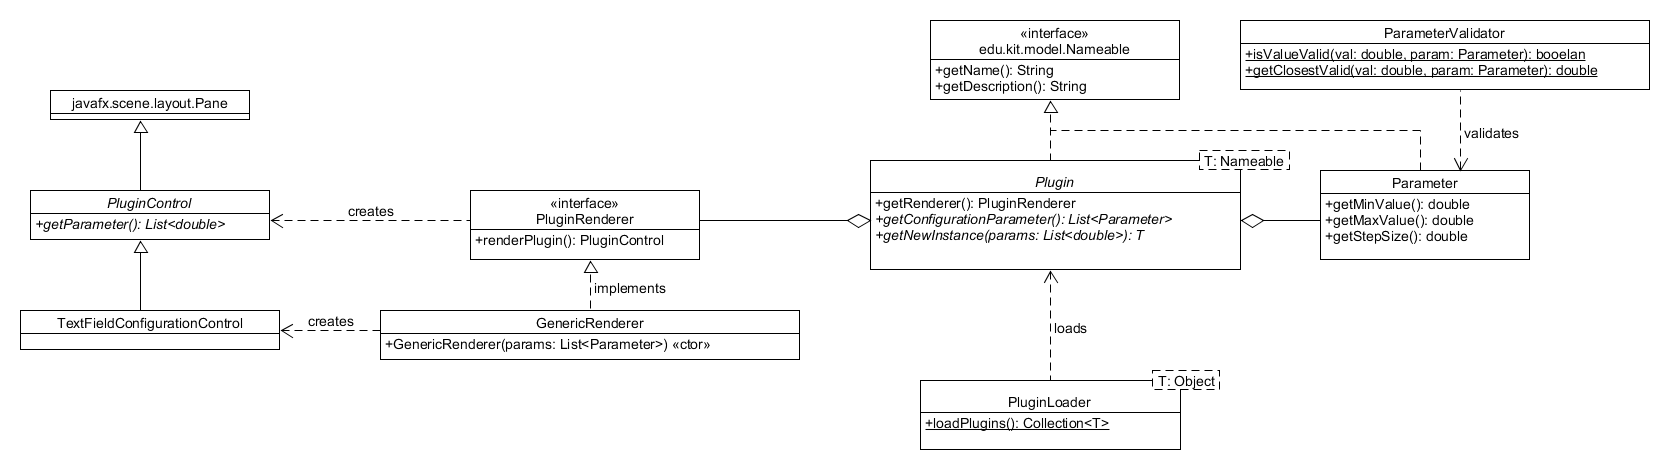 «interface»
edu.kit.model.Nameable
+getName(): String
+getDescription(): String
ParameterValidator
+isValueValid(val: double, param: Parameter): booelan
+getClosestValid(val: double, param: Parameter): double
javafx.scene.layout.Pane
validates
T: Nameable
Plugin
+getRenderer(): PluginRenderer
+getConfigurationParameter(): List<Parameter>
+getNewInstance(params: List<double>): T
Parameter
+getMinValue(): double
+getMaxValue(): double
+getStepSize(): double
PluginControl
+getParameter(): List<double>
creates
«interface»
PluginRenderer
+renderPlugin(): PluginControl
implements
TextFieldConfigurationControl
creates
GenericRenderer
+GenericRenderer(params: List<Parameter>) «ctor»
loads
T: Object
PluginLoader
+loadPlugins(): Collection<T>